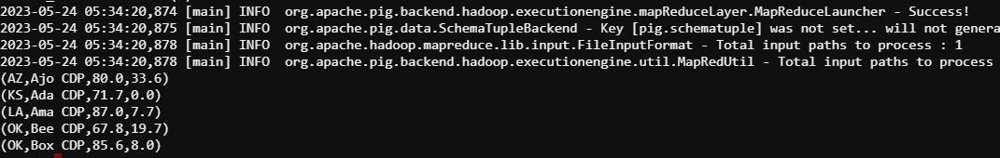 2023-05-24 05:34:20,874 [main] INFO  org.apache.pig.backend.hadoop.executionengine.mapReduceLayer.MapReduceLauncher - Success!
2023-05-24 05:34:20,875 [main] INFO  org.apache.pig.data.SchemaTupleBackend - Key [pig.schematuple] was not set... will not genera
2023-05-24 05:34:20,878 [main] INFO  org.apache.hadoop.mapreduce.lib.input.FileInputFormat - Total input paths to process : 1
2023-05-24 05:34:20,878 [main] INFO  org.apache.pig.backend.hadoop.executionengine.util.MapRedUtil - Total input paths to process
(AZ,Ajo CDP,80.0,33.6)
(KS,Ada CDP,71.7,0.0)
(LA,Ama CDP,87.0,7.7)
(OK,Bee CDP,67.8,19.7)
(OK,Box CDP,85.6,8.0)